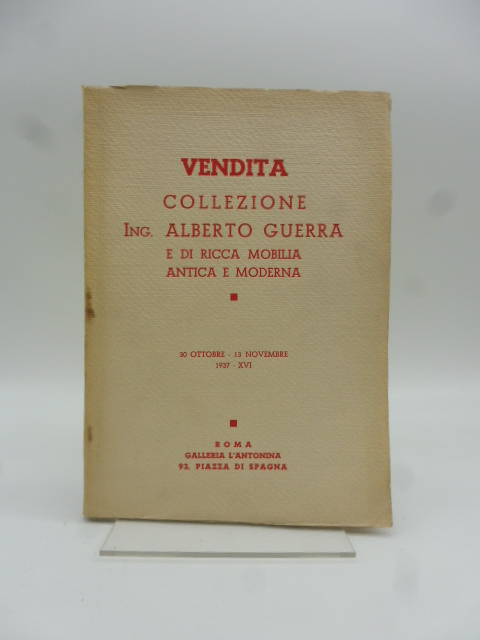 VENDITA
COLLEZIONE
ING. ALBERTO GUERRA
E DI RICCA MOBILIA
ANTICA E MODERNA
30 OTTOBRE - 13 NOVEMBRE
1937 - XVI
ROMA
GALLERIA L'ANTONINA
93, PIAZZA DI SPAGNA